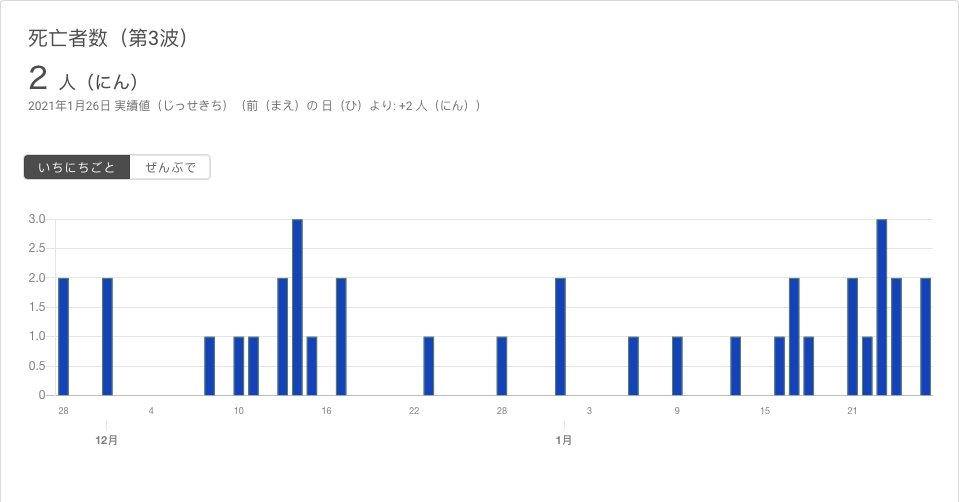 死亡者数（第3波）
2 人（にん）
2021年1月26日 実績値（じっせきち）（前（まえ）の 日（ひ）より: +2 人（にん））
いちにちごと ぜんぶで
3.0
2.5
2.0
1.5
1.0
0.5
0
28 4 10 16 22 28 3 9 15 21
12月 1月